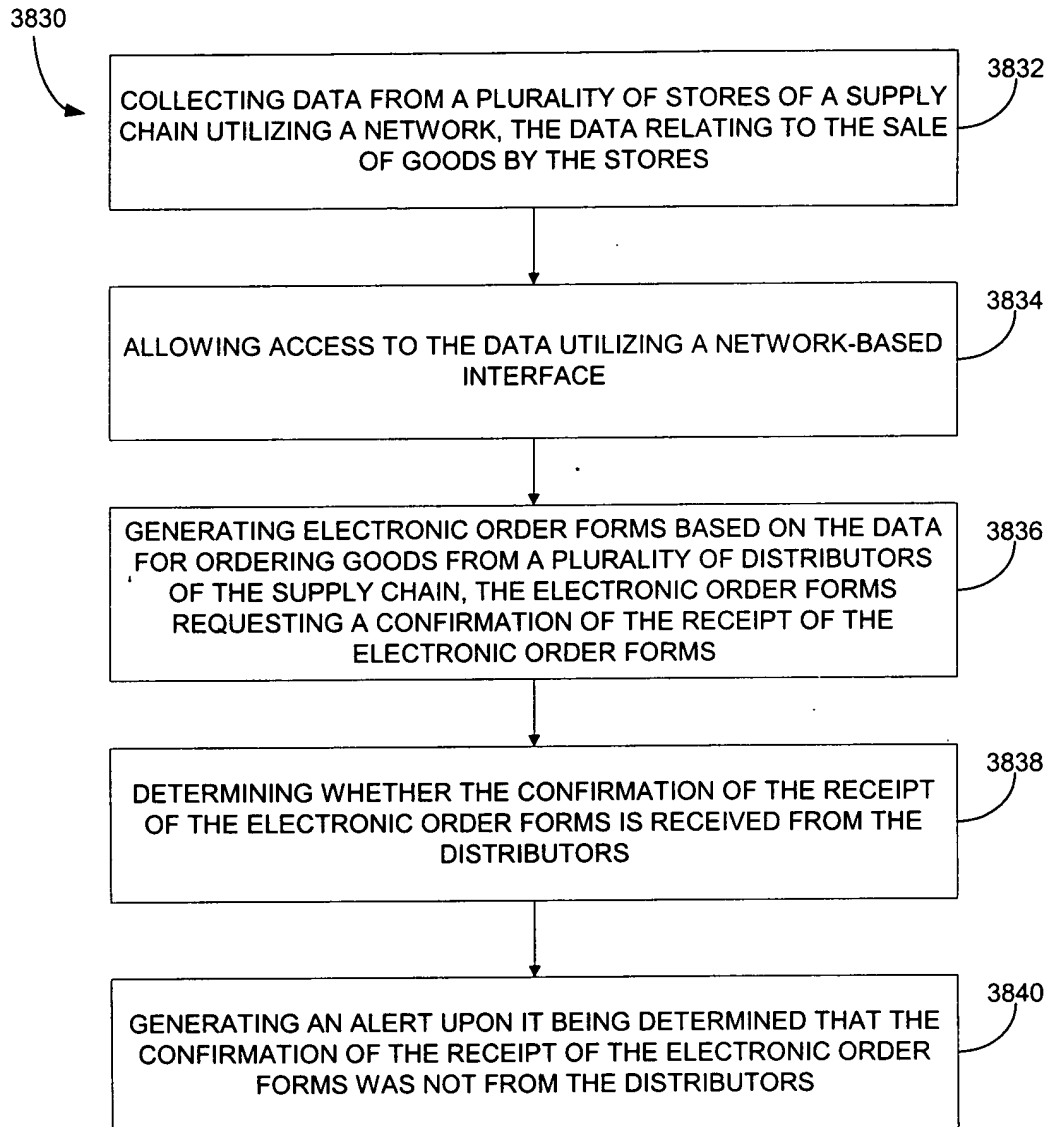 3830
COLLECTING DATA FROM A PLURALITY OF STORES OF A SUPPLY
CHAIN UTILIZING A NETWORK, THE DATA RELATING TO THE SALE
OF GOODS BY THE STORES
3832
ALLOWING ACCESS TO THE DATA UTILIZING A NETWORK-BASED
INTERFACE
3834
GENERATING ELECTRONIC ORDER FORMS BASED ON THE DATA
FOR ORDERING GOODS FROM A PLURALITY OF DISTRIBUTORS
OF THE SUPPLY CHAIN, THE ELECTRONIC ORDER FORMS
REQUESTING A CONFIRMATION OF THE RECEIPT OF THE
ELECTRONIC ORDER FORMS
3836
DETERMINING WHETHER THE CONFIRMATION OF THE RECEIPT
OF THE ELECTRONIC ORDER FORMS IS RECEIVED FROM THE
DISTRIBUTORS
3838
GENERATING AN ALERT UPON IT BEING DETERMINED THAT THE
CONFIRMATION OF THE RECEIPT OF THE ELECTRONIC ORDER
FORMS WAS NOT FROM THE DISTRIBUTORS
3840